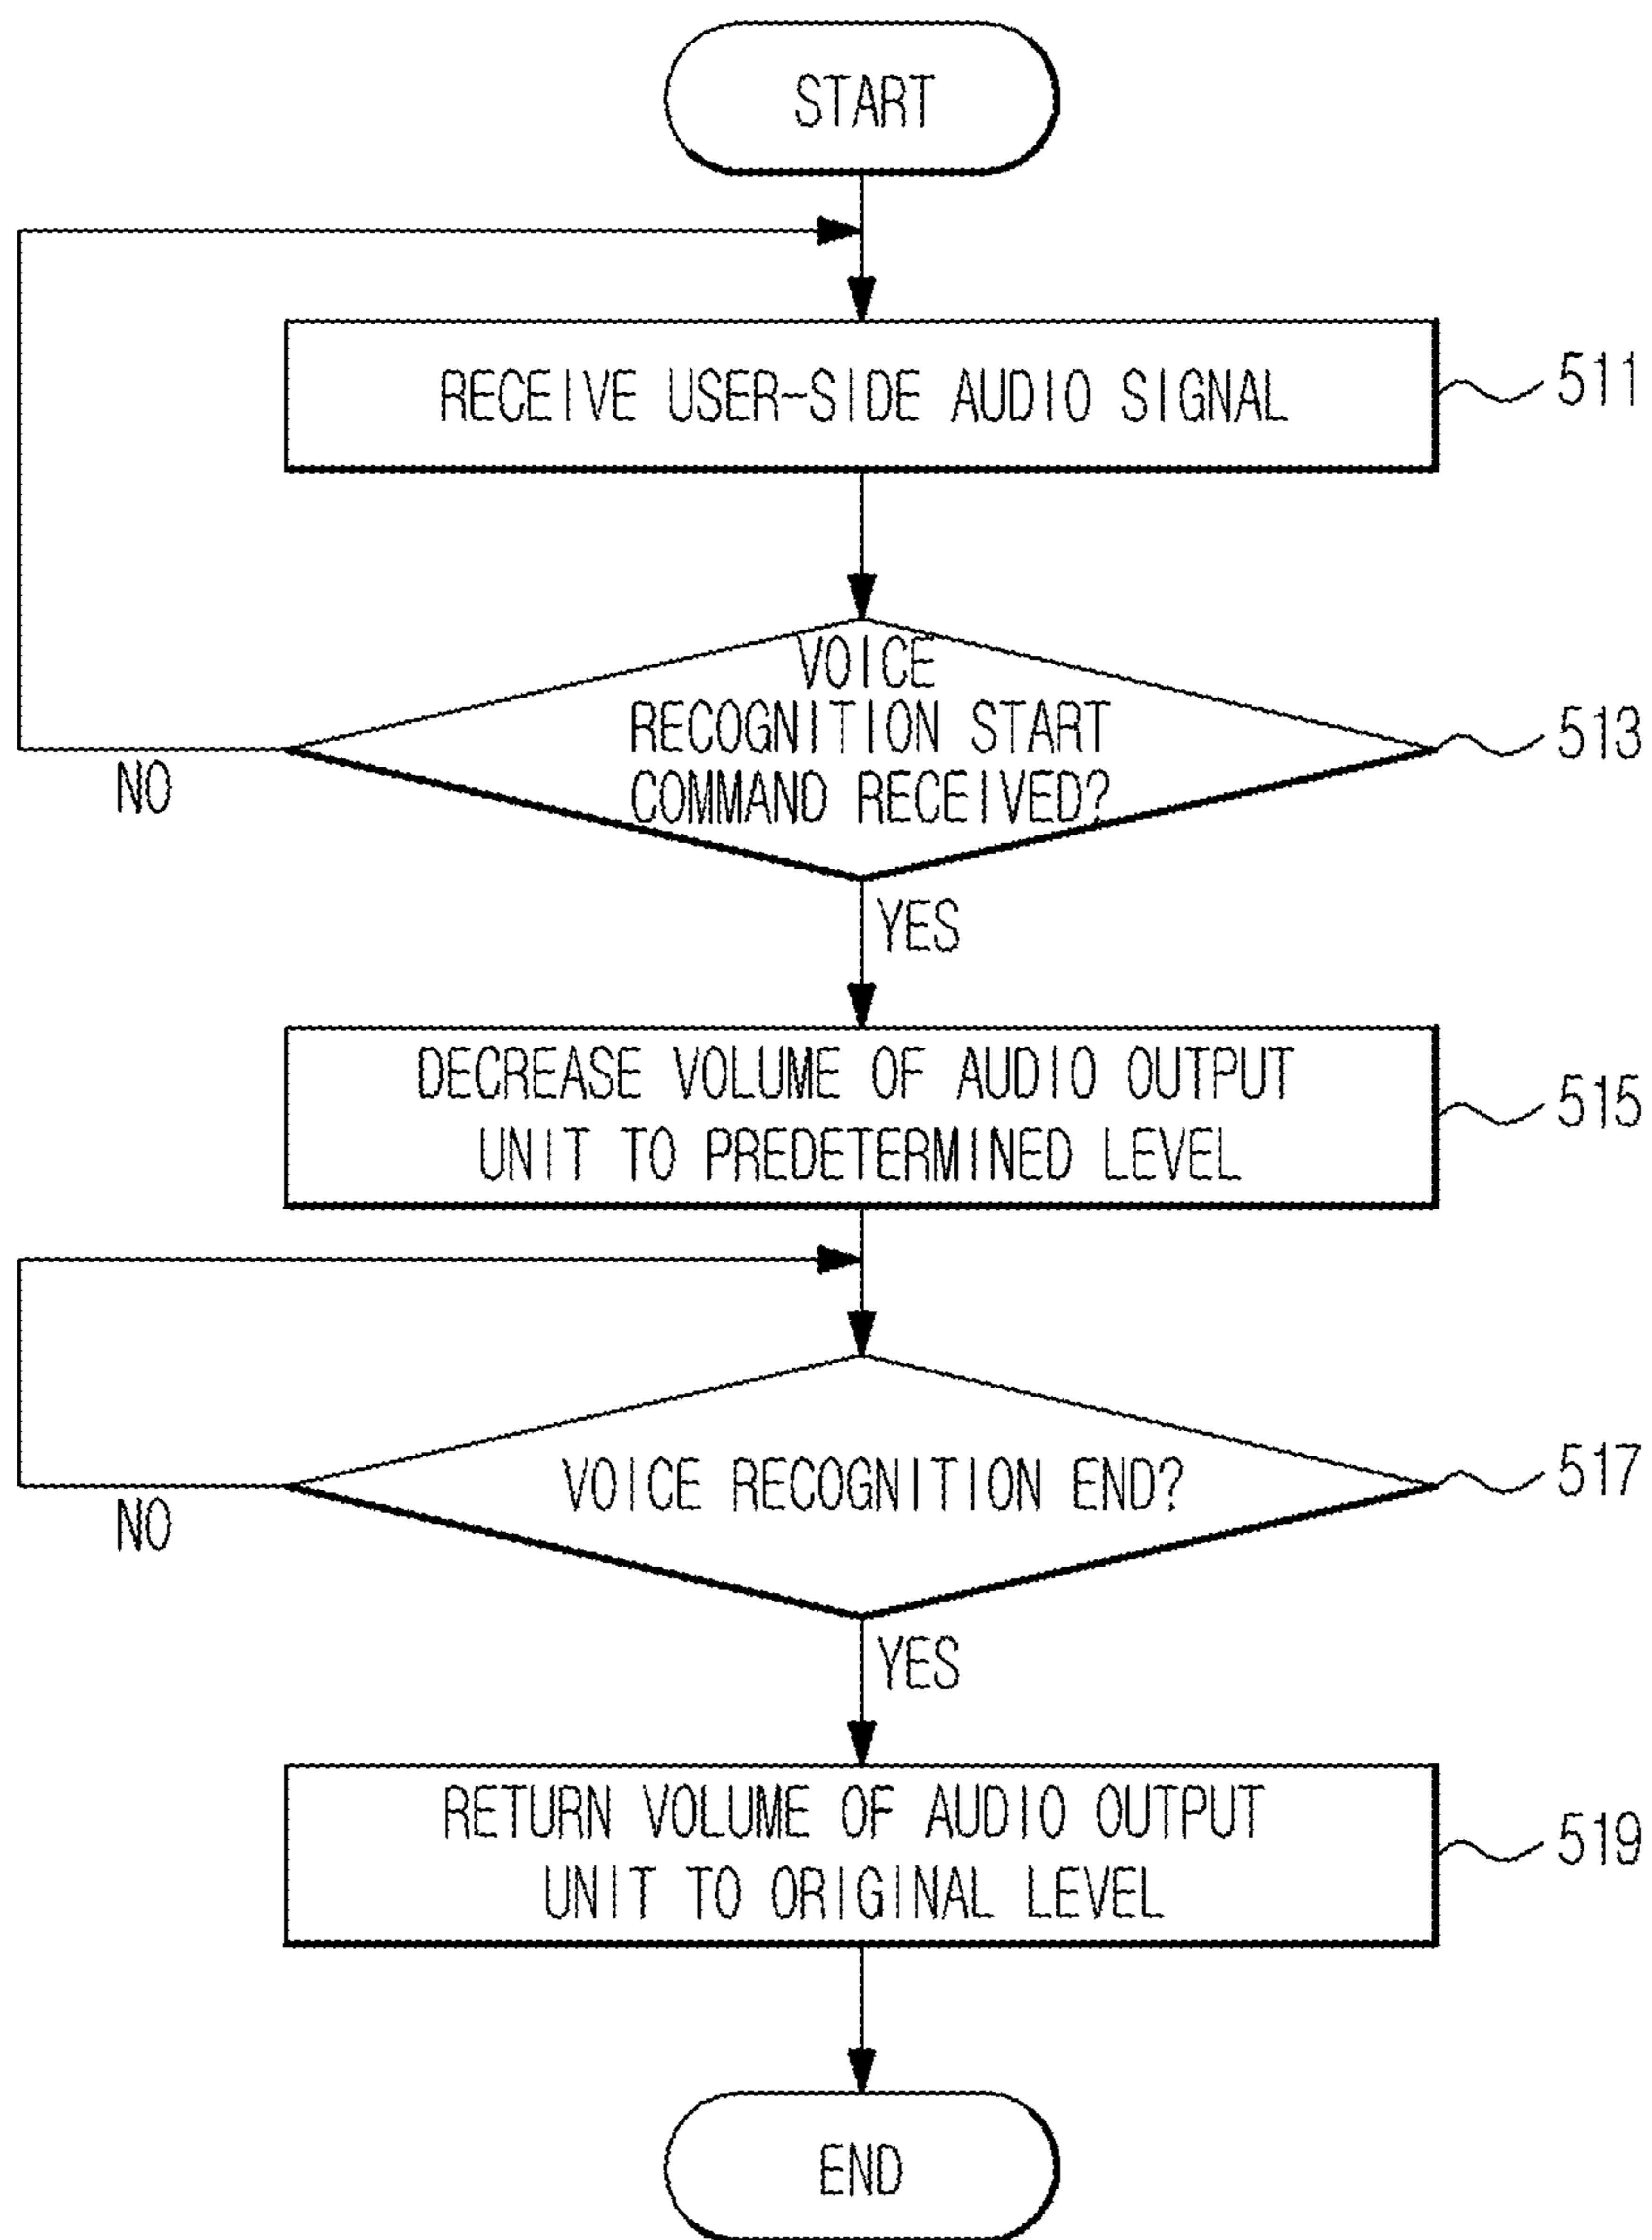 START
RECEIVE USER-SIDE AUDIO SIGNAL
511
VOICE
RECOGNITION START
COMMAND RECEIVED?
513
NO
YES
DECREASE VOLUME OF AUDIO OUTPUT
UNIT TO PREDETERMINED LEVEL
515
VOICE RECOGNITION END?
517
NO
YES
RETURN VOLUME OF AUDIO OUTPUT
UNIT TO ORIGINAL LEVEL
519
END